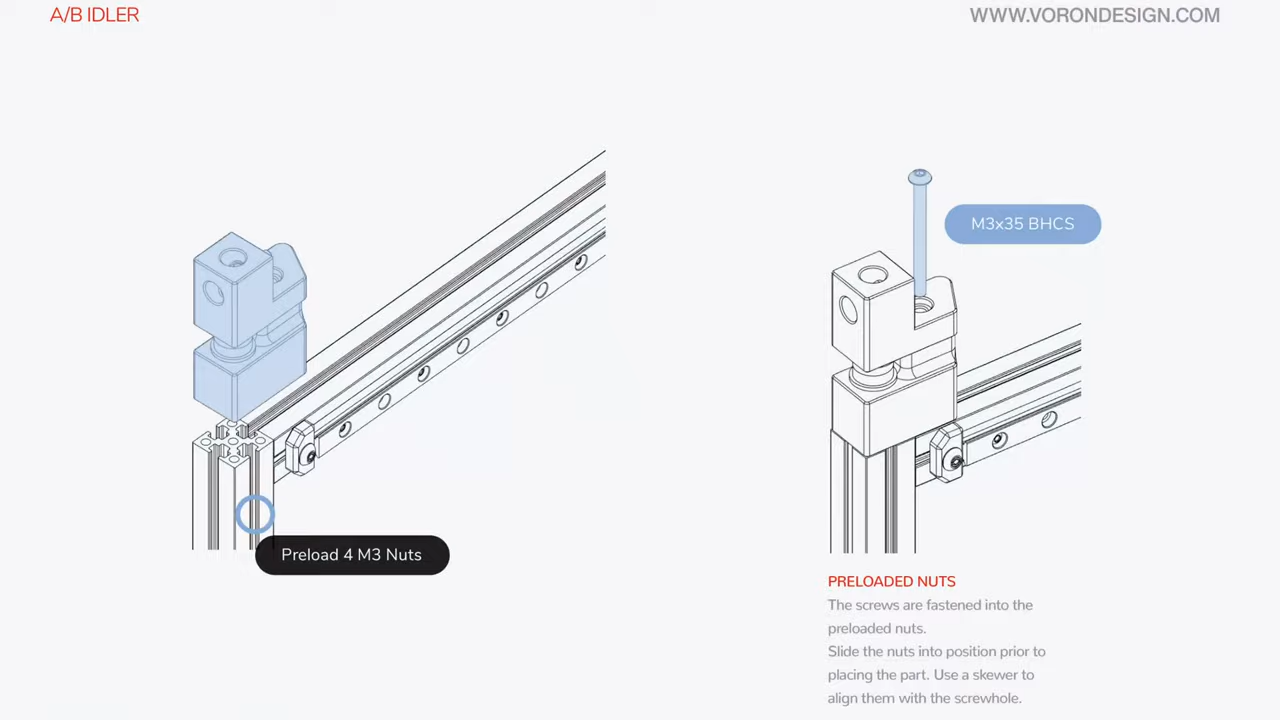 A/B IDLER
WWW.VORONDESIGN.COM
M3x35 BHCS
Preload 4 M3 Nuts
PRELOADED NUTS
The screws are fastened into the
preloaded nuts.
Slide the nuts into position prior to
placing the part. Use a skewer to
align them with the screwhole.